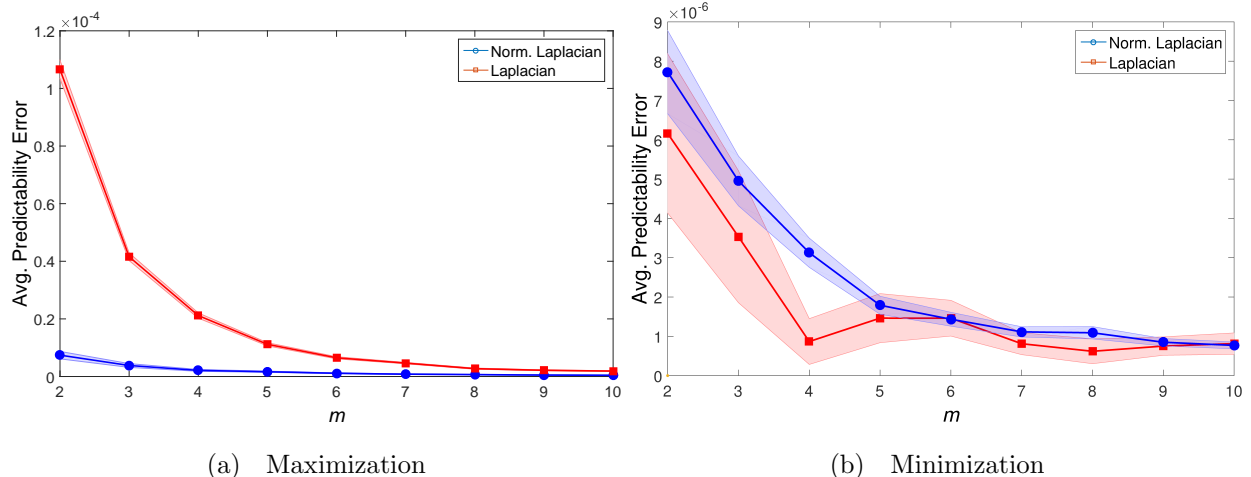 ×10⁻⁴
1.2
1
0.8
0.6
0.4
0.2
0
Avg. Predictability Error
Norm. Laplacian
Laplacian
2 3 4 5 6 7 8 9 10
m
(a) Maximization
×10⁻⁶
9
8
7
6
5
4
3
2
1
0
Avg. Predictability Error
Norm. Laplacian
Laplacian
2 3 4 5 6 7 8 9 10
m
(b) Minimization